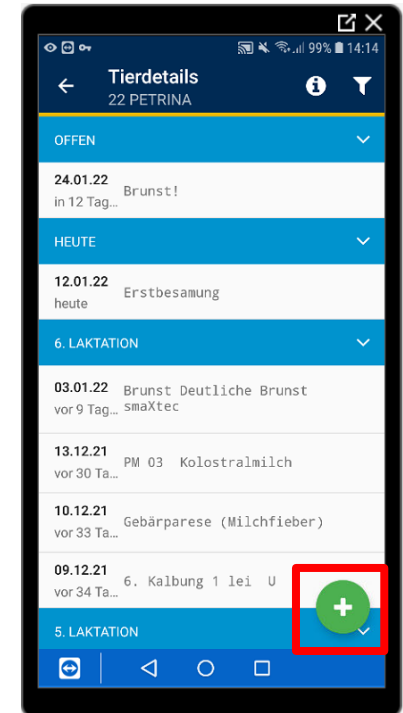 99% 14:14
Tierdetails
22 PETRINA
OFFEN
24.01.22
in 12 Tag... Brunst!
HEUTE
12.01.22
heute Erstbesamung
6. LAKTATION
03.01.22 Brunst Deutliche Brunst
vor 9 Tag... smaXtec
13.12.21
vor 30 Ta... PM 03 Kolostralmilch
10.12.21
vor 33 Ta... Gebärparese (Milchfieber)
09.12.21
vor 34 Ta... 6. Kalbung 1 lei U
5. LAKTATION